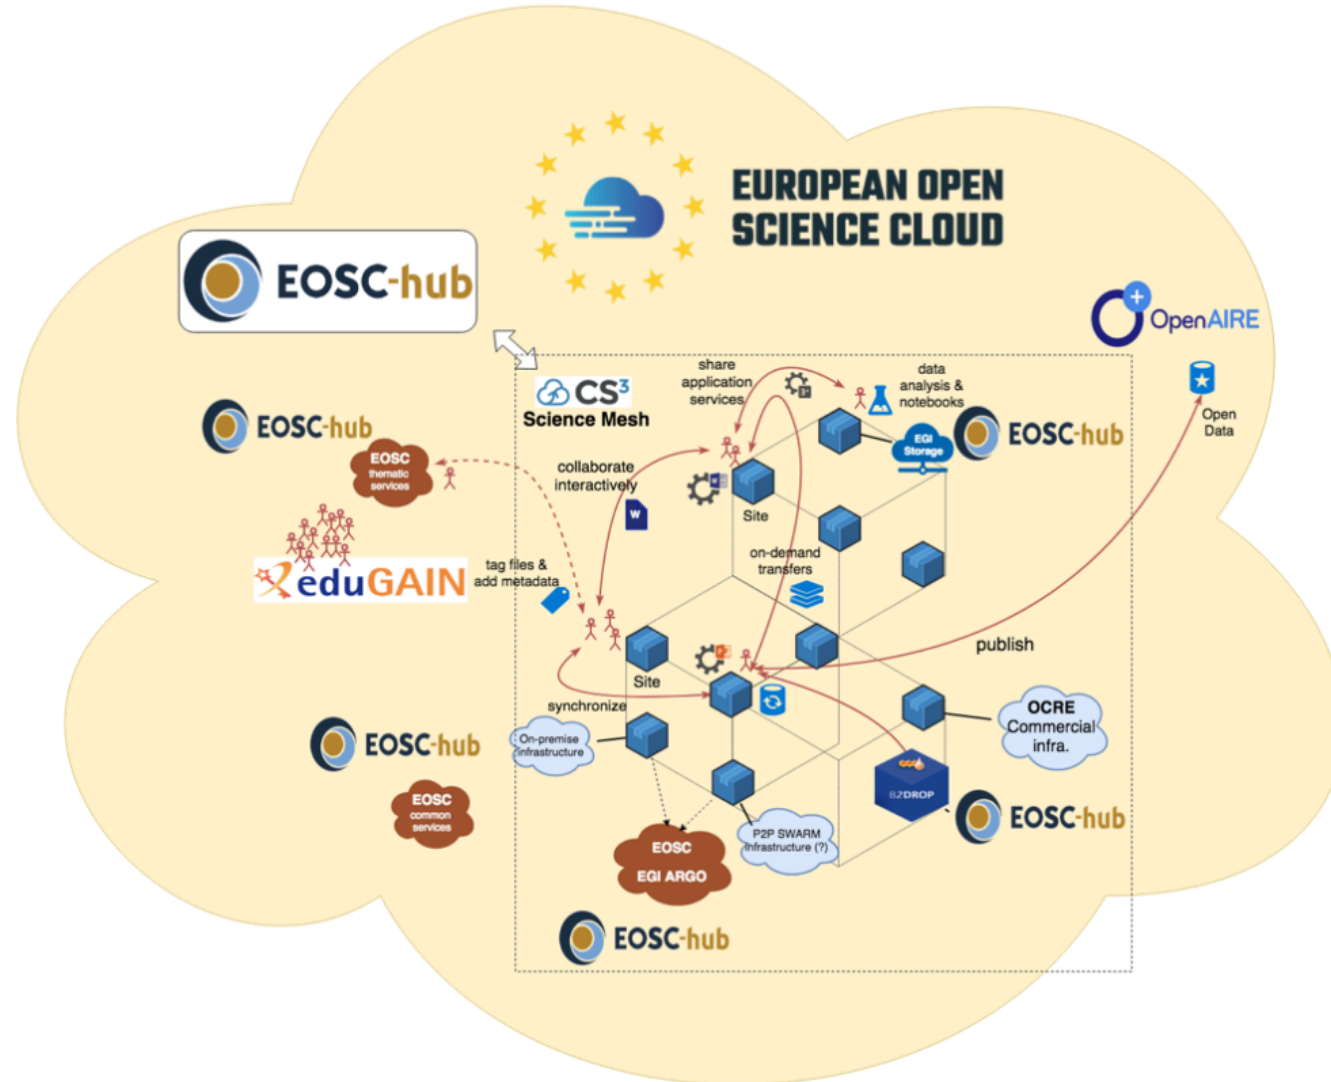 EUROPEAN OPEN
SCIENCE CLOUD
EOSC-hub
OpenAIRE
Open
Data
CS³
Science Mesh
share
application
services
data
analysis &
notebooks
EGI
Storage
EOSC-hub
EOSC-hub
EOSC
thematic
services
collaborate
interactively
W
Site
eduGAIN
tag files &
add metadata
on-demand
transfers
publish
Site
synchronize
On-premise
infrastructure
OCRE
Commercial
infra.
EOSC-hub
EOSC
common
services
B2DROP
EOSC-hub
P2P SWARM
Infrastructure (?)
EOSC
EGI ARGO
EOSC-hub